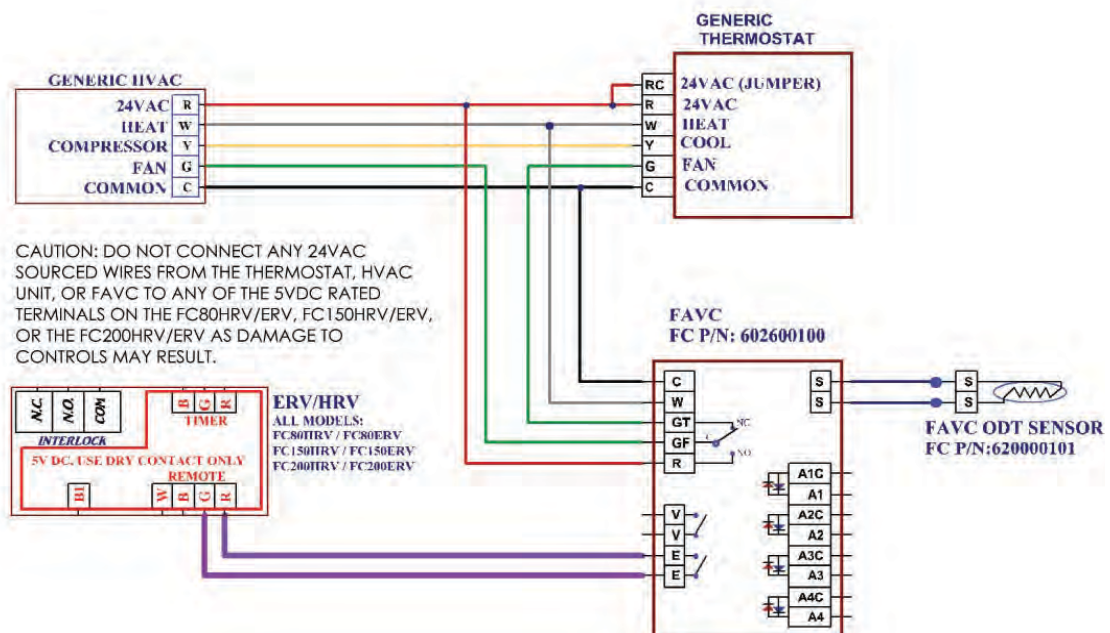 GENERIC
THERMOSTAT
RC 24VAC (JUMPER)
R 24VAC
W HEAT
Y COOL
G FAN
C COMMON
GENERIC HVAC
24VAC R
HEAT W
COMPRESSOR Y
FAN G
COMMON C
CAUTION: DO NOT CONNECT ANY 24VAC
SOURCED WIRES FROM THE THERMOSTAT, HVAC
UNIT, OR FAVC TO ANY OF THE 5VDC RATED
TERMINALS ON THE FC80HRV/ERV, FC150HRV/ERV,
OR THE FC200HRV/ERV AS DAMAGE TO
CONTROLS MAY RESULT.
N.C. N.O. COM
INTERLOCK
B G R
TIMER
5V DC. USE DRY CONTACT ONLY
REMOTE
B1 W B G R
ERV/HRV
ALL MODELS:
FC80HRV / FC80ERV
FC150HRV / FC150ERV
FC200HRV / FC200ERV
FAVC
FC P/N: 602600100
C
W
GT NC
GF C
R NO
V
V
E
E
S
S
A1C
A1
A2C
A2
A3C
A3
A4C
A4
S
S
FAVC ODT SENSOR
FC P/N:620000101